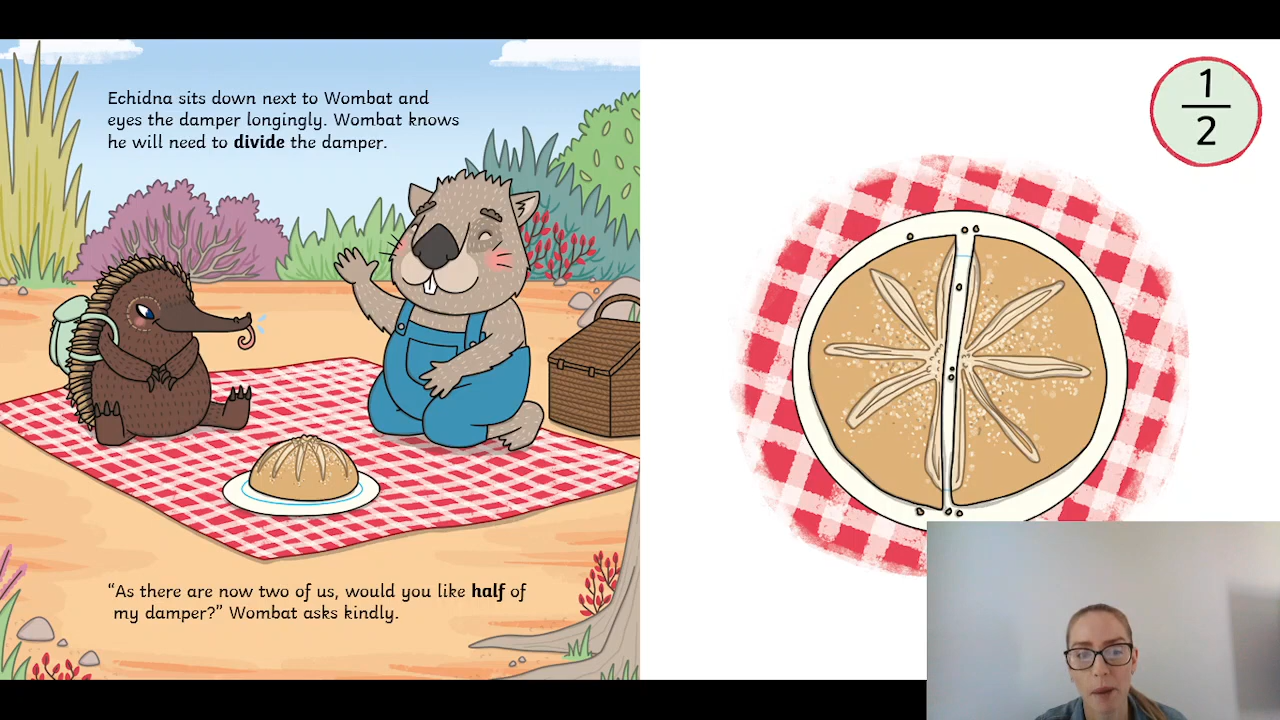 Echidna sits down next to Wombat and
eyes the damper longingly. Wombat knows
he will need to divide the damper.
“As there are now two of us, would you like half of
my damper?” Wombat asks kindly.
1
2